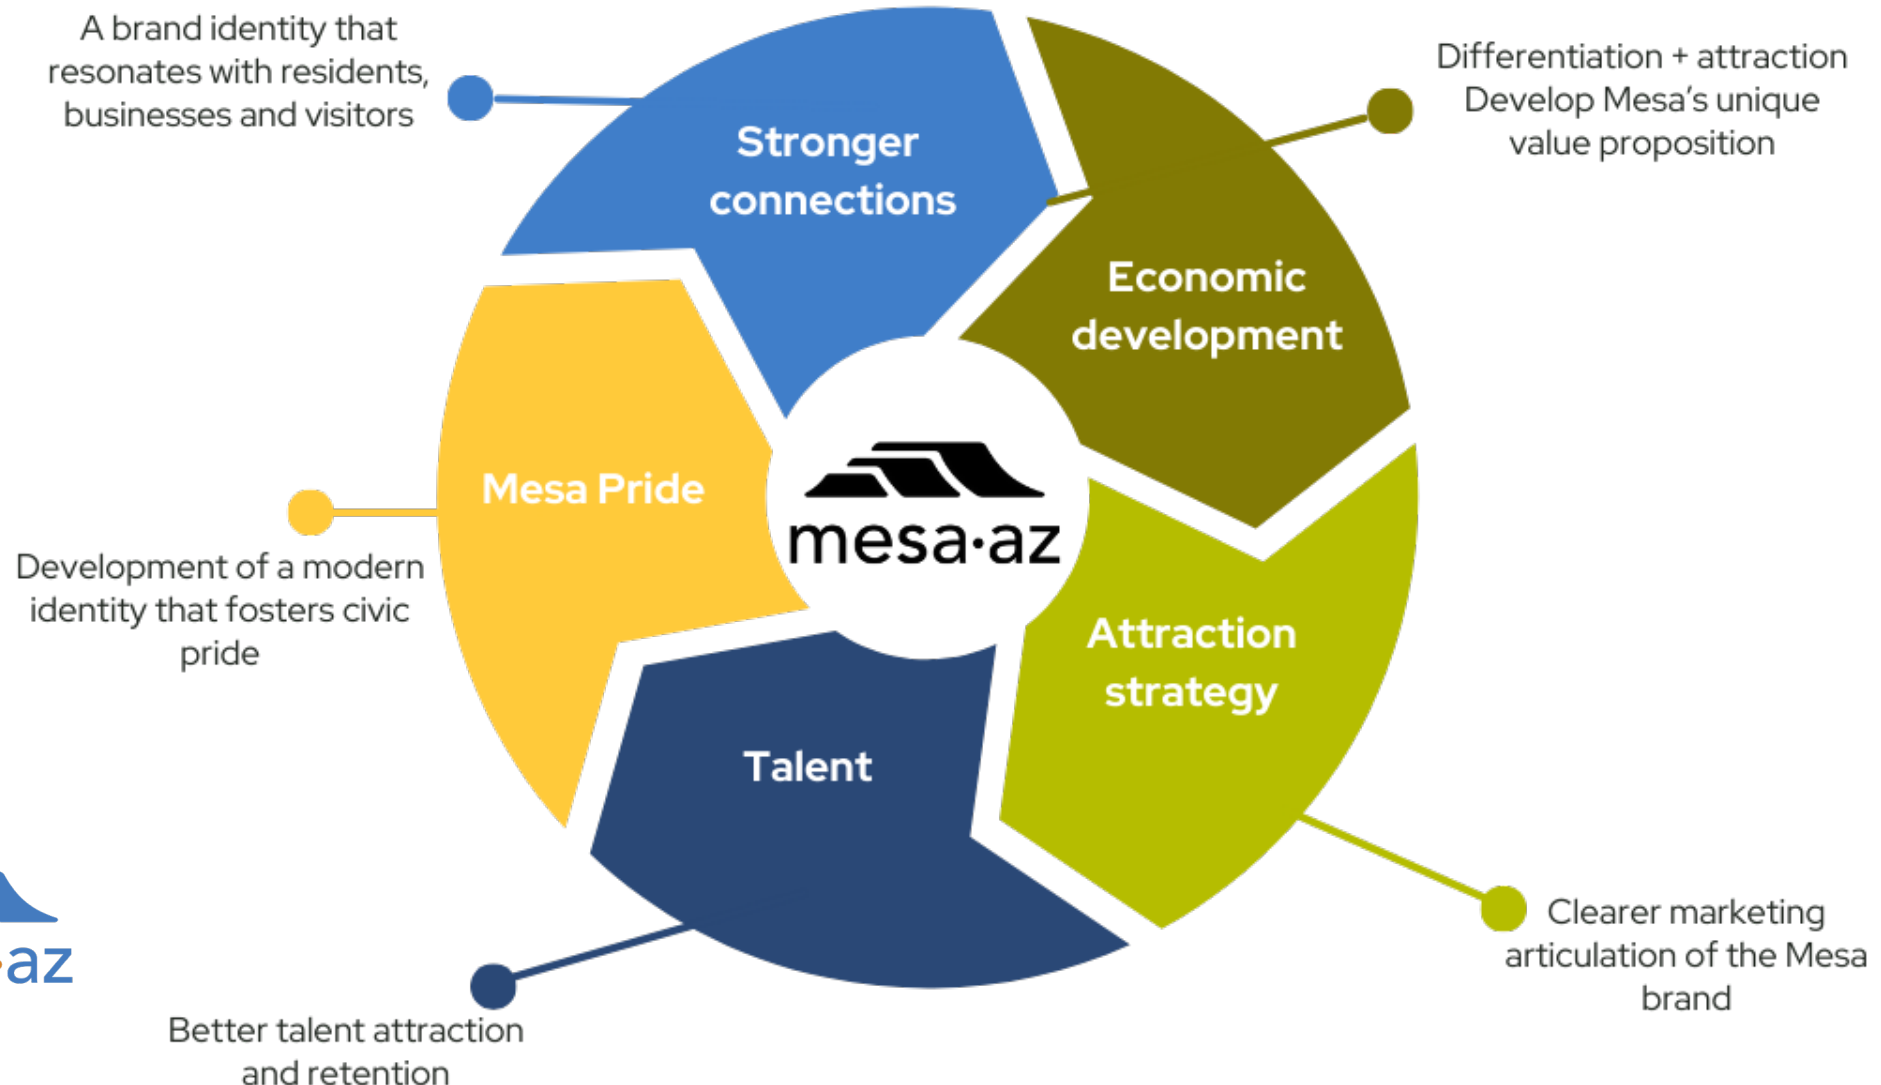 A brand identity that
resonates with residents,
businesses and visitors
Stronger
connections
Differentiation + attraction
Develop Mesa's unique
value proposition
Economic
development
Mesa Pride
mesa·az
Development of a modern
identity that fosters civic
pride
Attraction
strategy
Talent
Clearer marketing
articulation of the Mesa
brand
·az
Better talent attraction
and retention